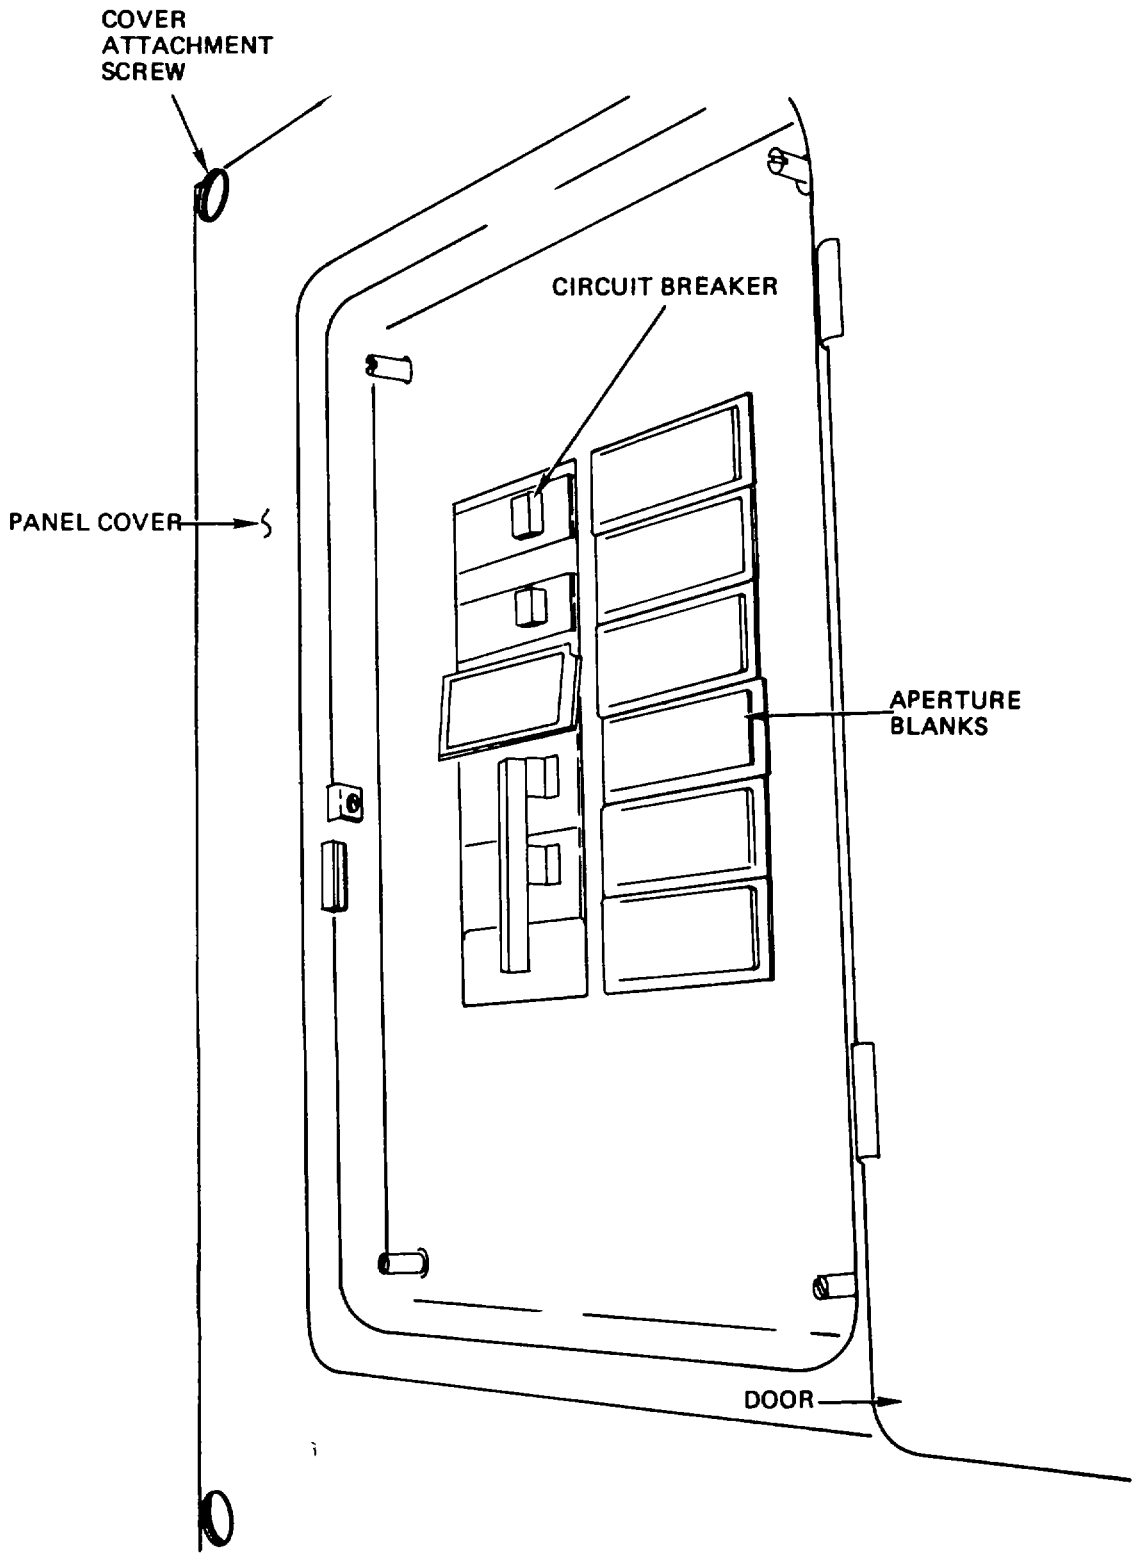 COVER
ATTACHMENT
SCREW
CIRCUIT BREAKER
PANEL COVER
APERTURE
BLANKS
DOOR